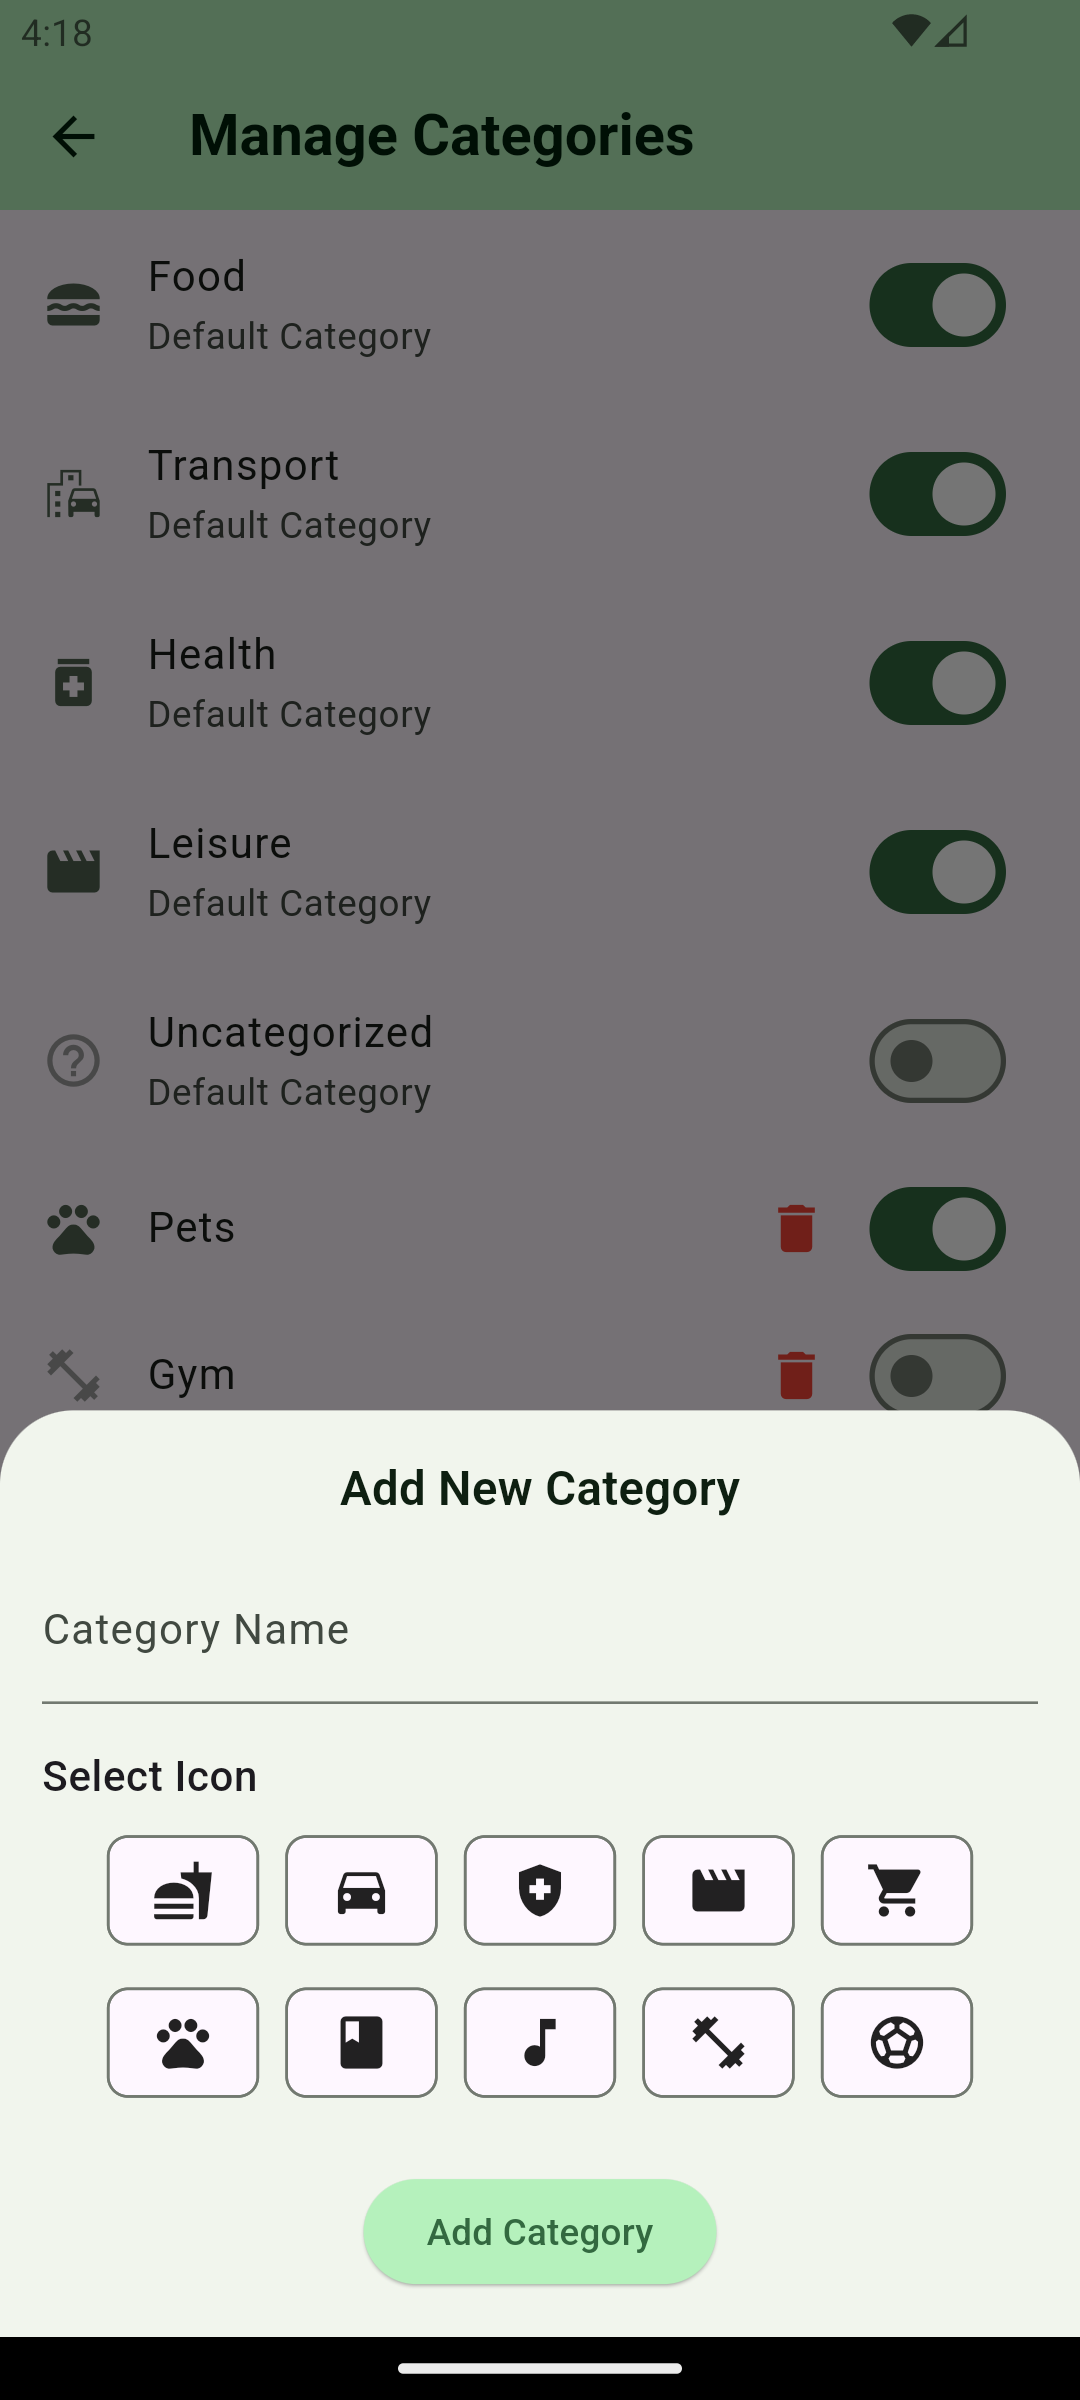 4:18
Manage Categories
Food
Default Category
Transport
Default Category
Health
Default Category
Leisure
Default Category
Uncategorized
Default Category
Pets
Gym
Add New Category
Category Name
Select Icon
Add Category